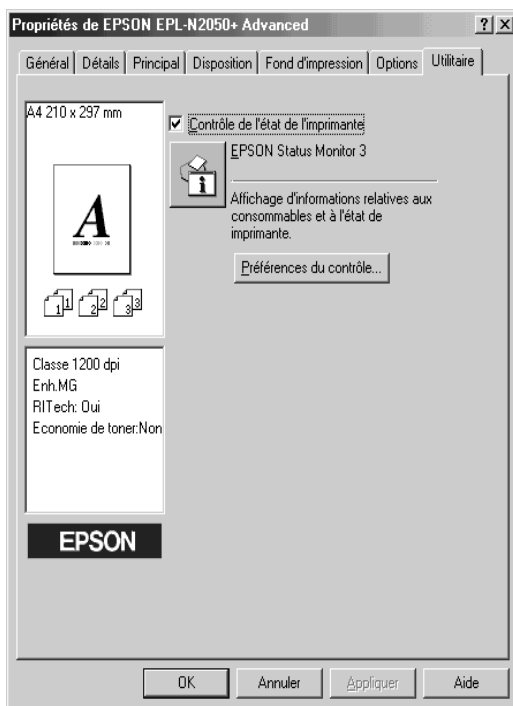 Propriétés de EPSON EPL-N2050+ Advanced
Général
Détails
Principal
Disposition
Fond d'impression
Options
Utilitaire
A4 210 x 297 mm
A
1 1 2 2 3 3
Contrôle de l'état de l'imprimante
EPSON Status Monitor 3
Affichage d'informations relatives aux
consommables et à l'état de
imprimante.
Préférences du contrôle...
Classe 1200 dpi
Enh.MG
RITech: Oui
Economie de toner:Non
EPSON
OK
Annuler
Appliquer
Aide